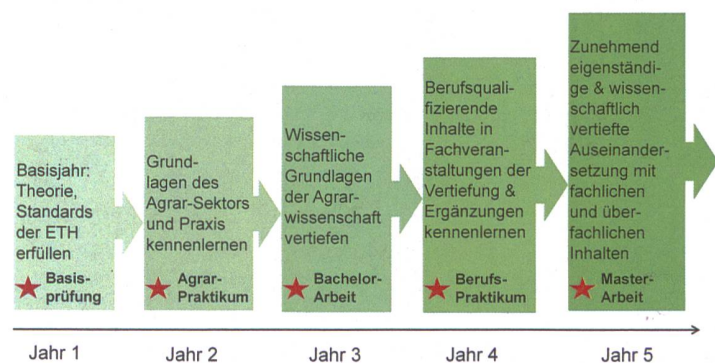 Basisjahr:
Theorie,
Standards
der ETH
erfüllen
Basis-
prüfung
Grund-
lagen des
Agrar-Sektors
und Praxis
kennenlernen
Agrar-
Praktikum
Wissen-
schaftliche
Grundlagen
der Agrar-
wissenschaft
vertiefen
Bachelor-
Arbeit
Berufsquali-
fizierende
Inhalte in
Fachveran-
staltungen der
Vertiefung &
Ergänzungen
kennenlernen
Berufs-
Praktikum
Zunehmend
eigenständi-
ge & wissen-
schaftlich
vertiefte
Auseinander-
setzung mit
fachlichen
und über-
fachlichen
Inhalten
Master-
Arbeit
Jahr 1
Jahr 2
Jahr 3
Jahr 4
Jahr 5